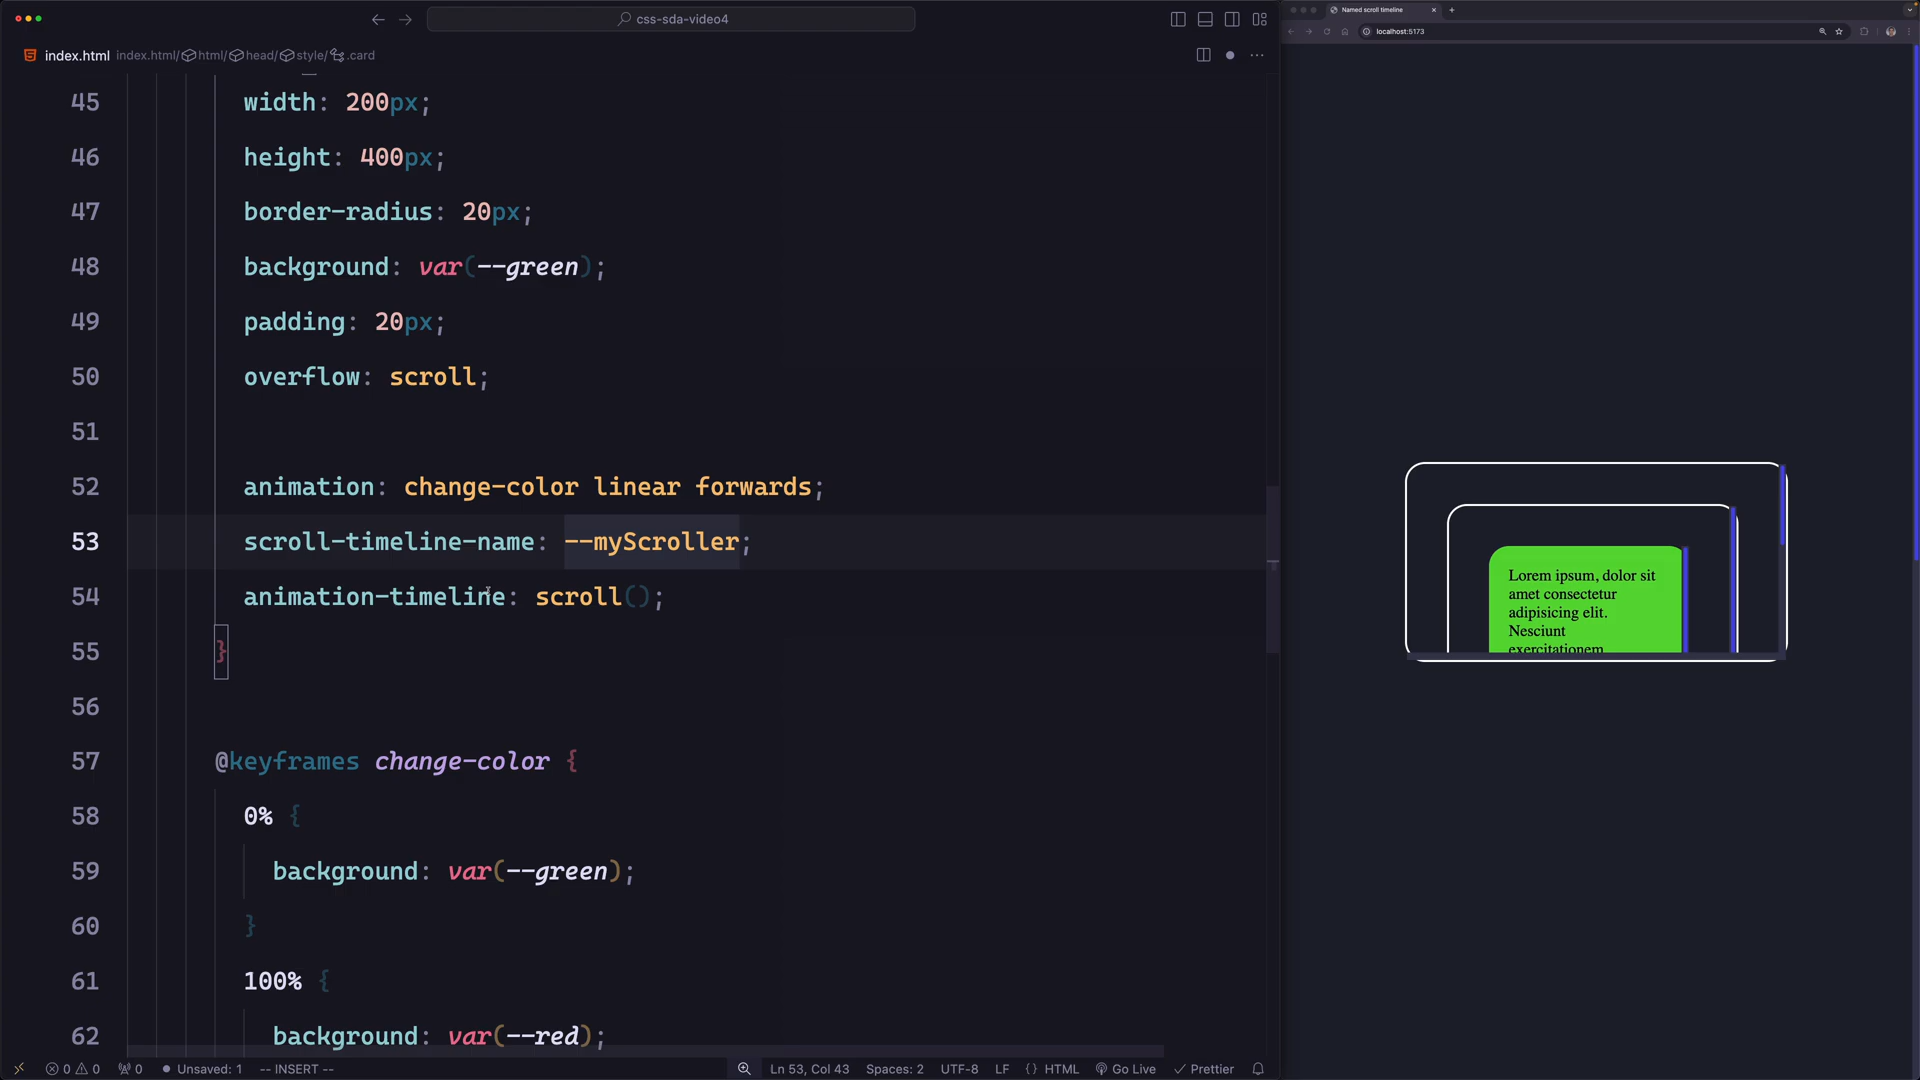 css-sda-video4
index.html index.html/html/head/style/.card
45 width: 200px;
46 height: 400px;
47 border-radius: 20px;
48 background: var(--green);
49 padding: 20px;
50 overflow: scroll;
51
52 animation: change-color linear forwards;
53 scroll-timeline-name: --myScroller;
54 animation-timeline: scroll();
55 }
56
57 @keyframes change-color {
58 0% {
59 background: var(--green);
60 }
61 100% {
62 background: var(--red);
0 0 0 Unsaved: 1 -- INSERT -- Ln 53, Col 43 Spaces: 2 UTF-8 LF {} HTML Go Live Prettier
Named scroll timeline
localhost:5173
Lorem ipsum, dolor sit
amet consectetur
adipisicing elit.
Nesciunt
exercitationem